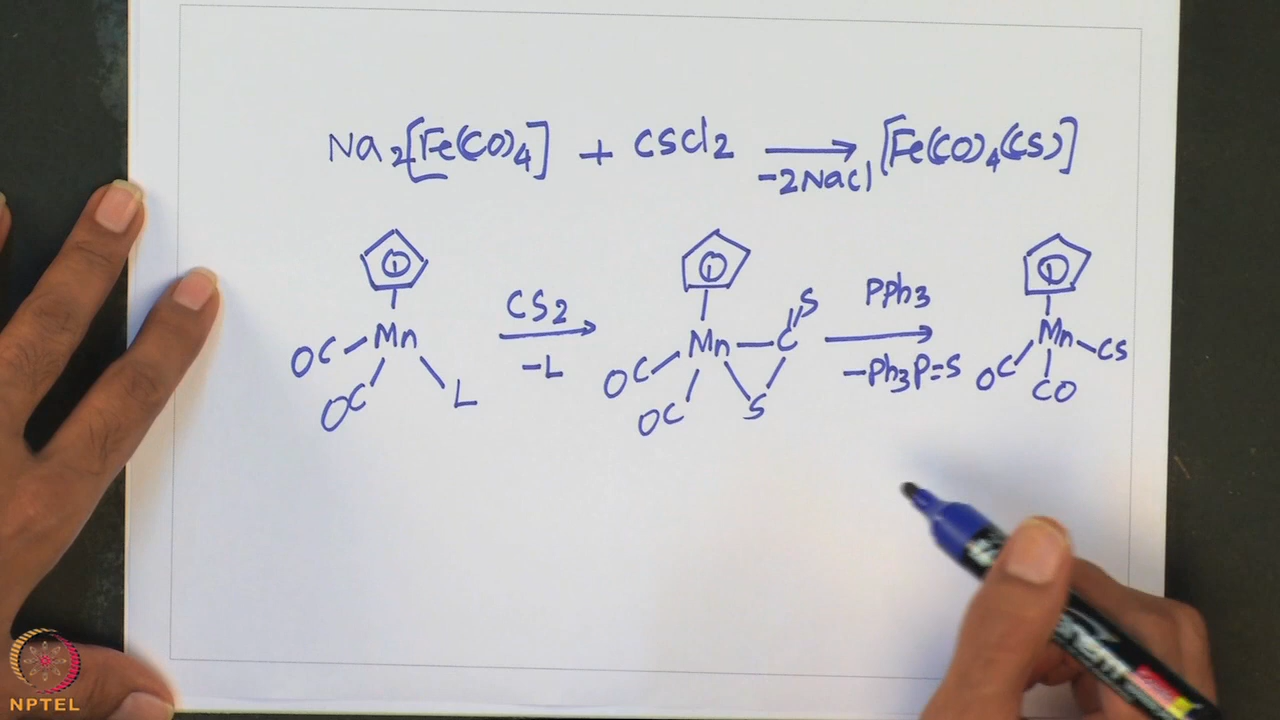 Na2[Fe(CO)4] + CSCl2 → [Fe(CO)4(CS)]
-2NaCl
CS2 PPh3
-L -Ph3P=S
OC Mn OC L
OC Mn C S OC S
OC Mn CS CO
NPTEL